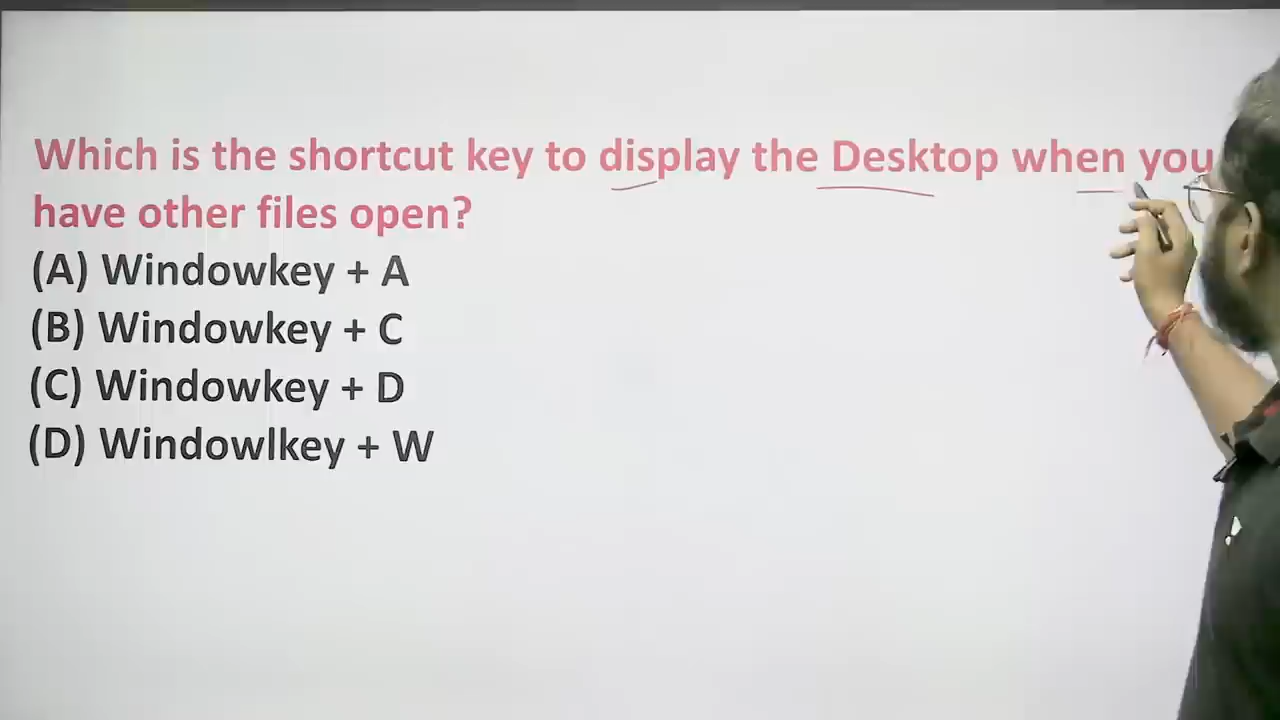 Which is the shortcut key to display the Desktop when you
have other files open?
(A) Windowkey + A
(B) Windowkey + C
(C) Windowkey + D
(D) Windowlkey + W